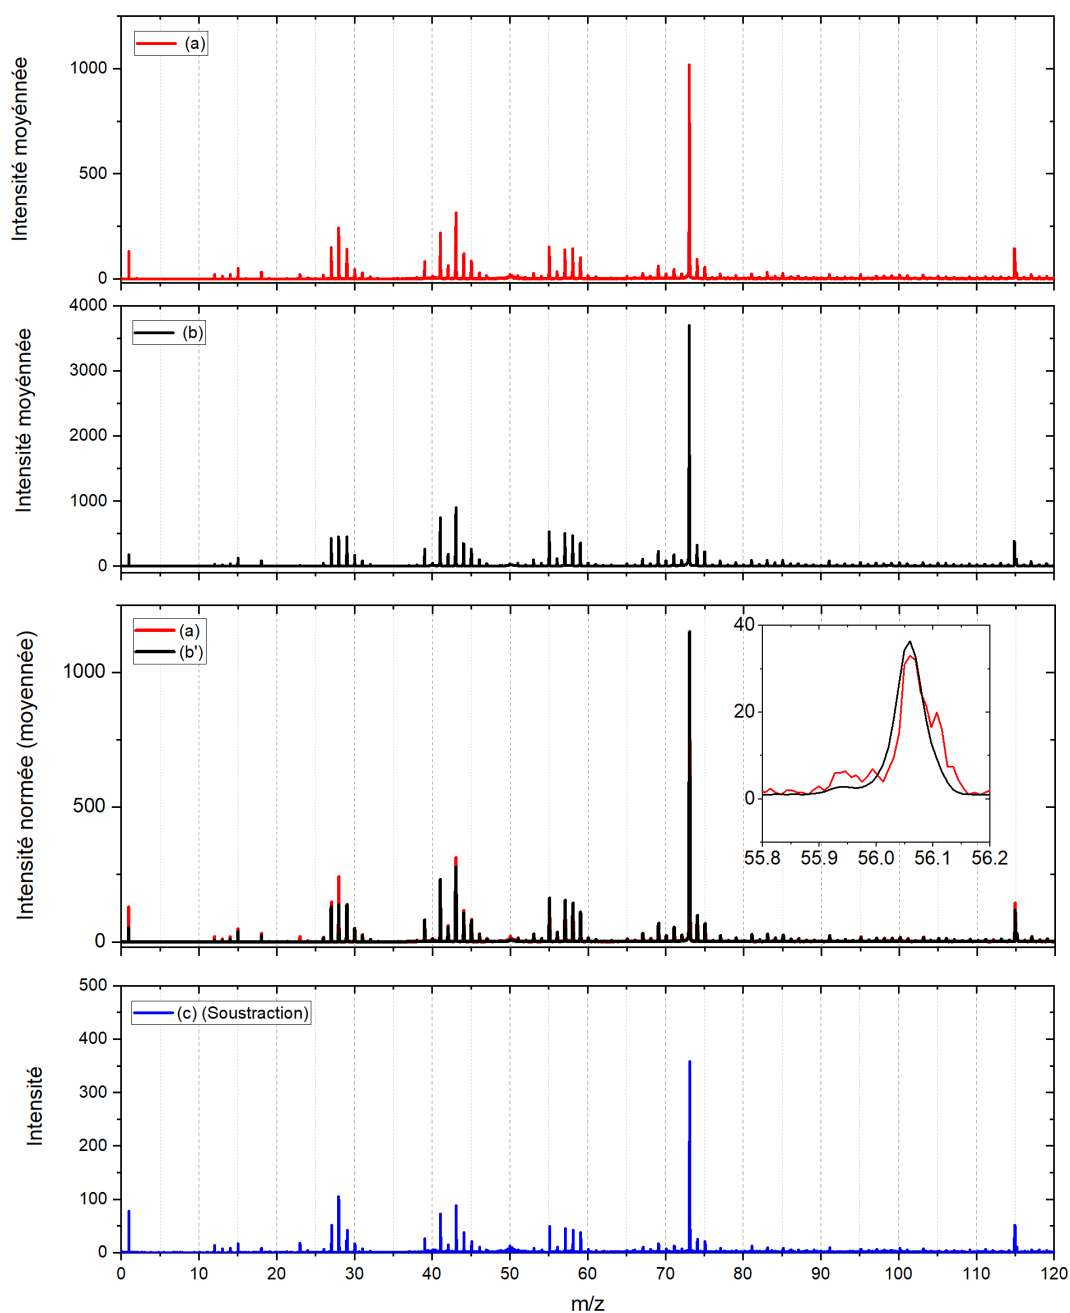 (a)
Intensité moyénnée
1000
500
0
(b)
Intensité moyénnée
4000
3000
2000
1000
0
(a)
(b')
Intensité normée (moyennée)
1000
500
0
40
20
0
55.8 55.9 56.0 56.1 56.2
(c) (Soustraction)
Intensité
500
400
300
200
100
0
0 10 20 30 40 50 60 70 80 90 100 110 120
m/z